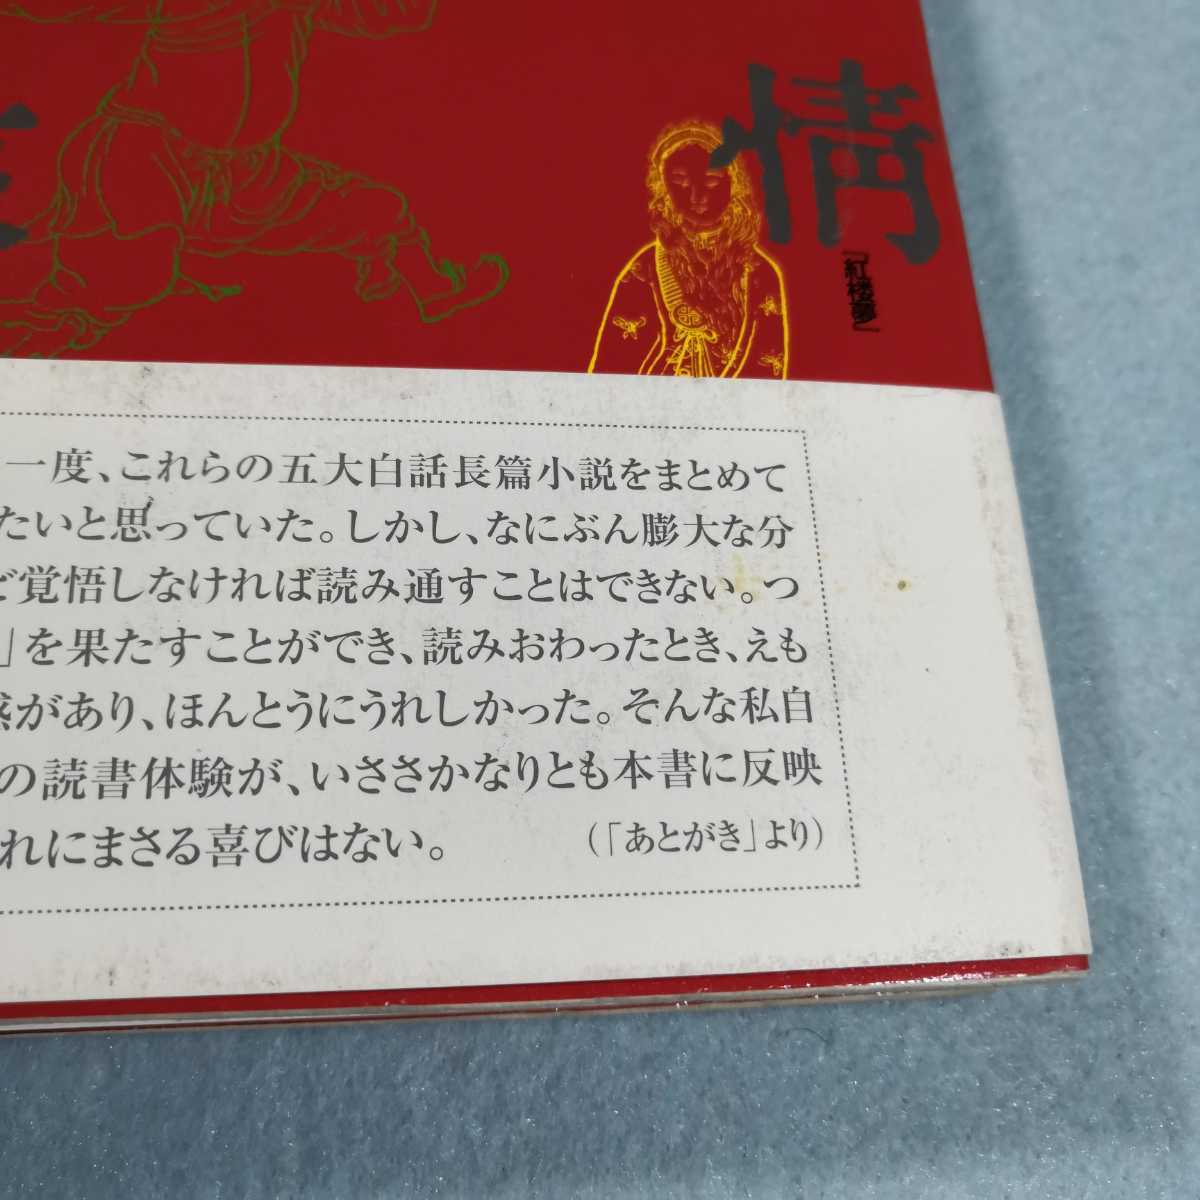 情
『紅楼夢』
一度、これらの五大白話長篇小説をまとめて
たいと思っていた。しかし、なにぶん膨大な分
ど覚悟しなければ読み通すことはできない。つ
」を果たすことができ、読みおわったとき、えも
感があり、ほんとうにうれしかった。そんな私自
の読書体験が、いささかなりとも本書に反映
れにまさる喜びはない。
（「あとがき」より）